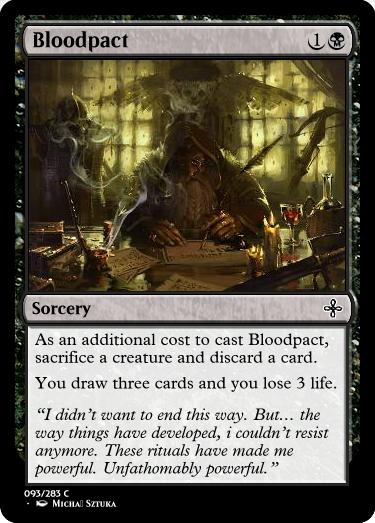 Bloodpact 1
Sorcery
As an additional cost to cast Bloodpact,
sacrifice a creature and discard a card.
You draw three cards and you lose 3 life.
“I didn't want to end this way. But… the
way things have developed, i couldn't resist
anymore. These rituals have made me
powerful. Unfathomably powerful.”
093/283 C
· Michał Sztuka